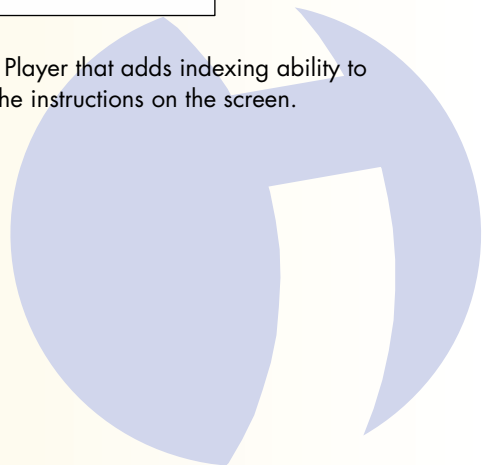 Player that adds indexing ability to
he instructions on the screen.